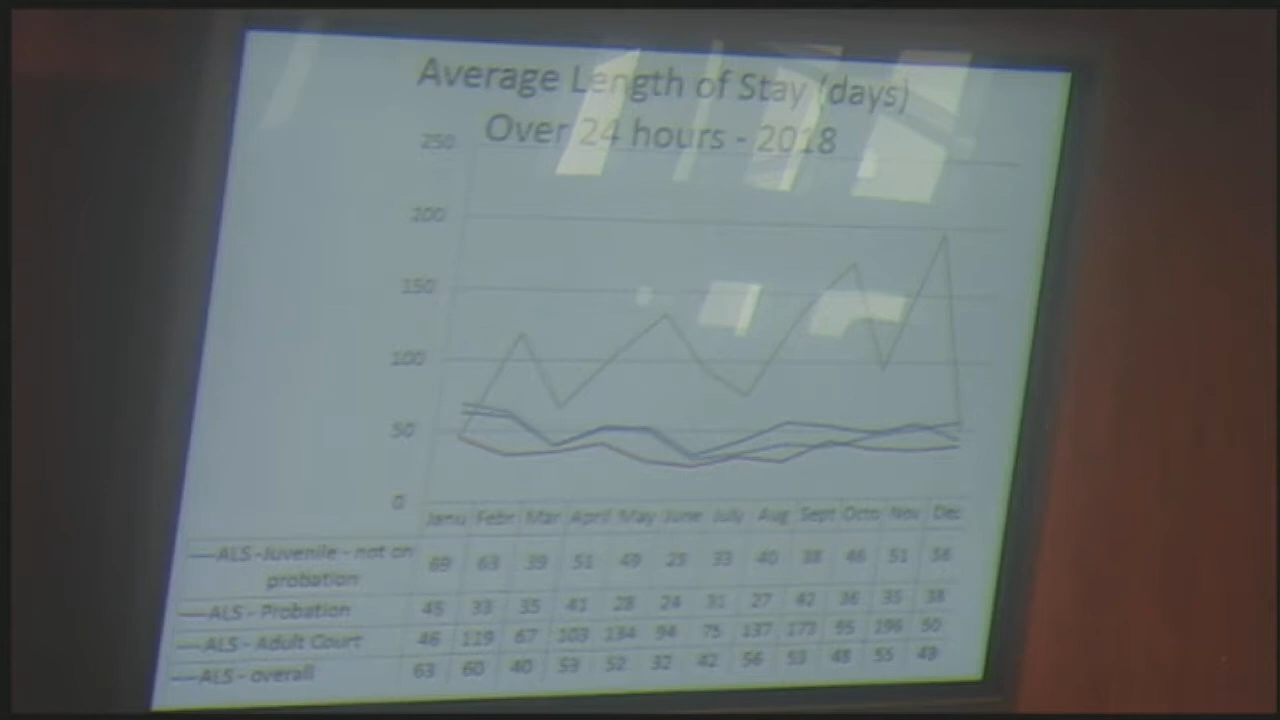 Average Length of Stay (days)
Over 24 hours - 2018
250
200
150
100
50
0
Janu Febr Mar April May June July Aug Sept Octo Nov Dec
ALS -Juvenile - not on probation 69 63 39 51 49 29 33 40 38 46 51 56
ALS - Probation 45 33 35 41 28 24 31 27 42 36 35 38
ALS - Adult Court 46 119 67 103 134 94 75 137 173 95 196 50
ALS - overall 63 60 40 53 52 32 42 56 53 48 55 43